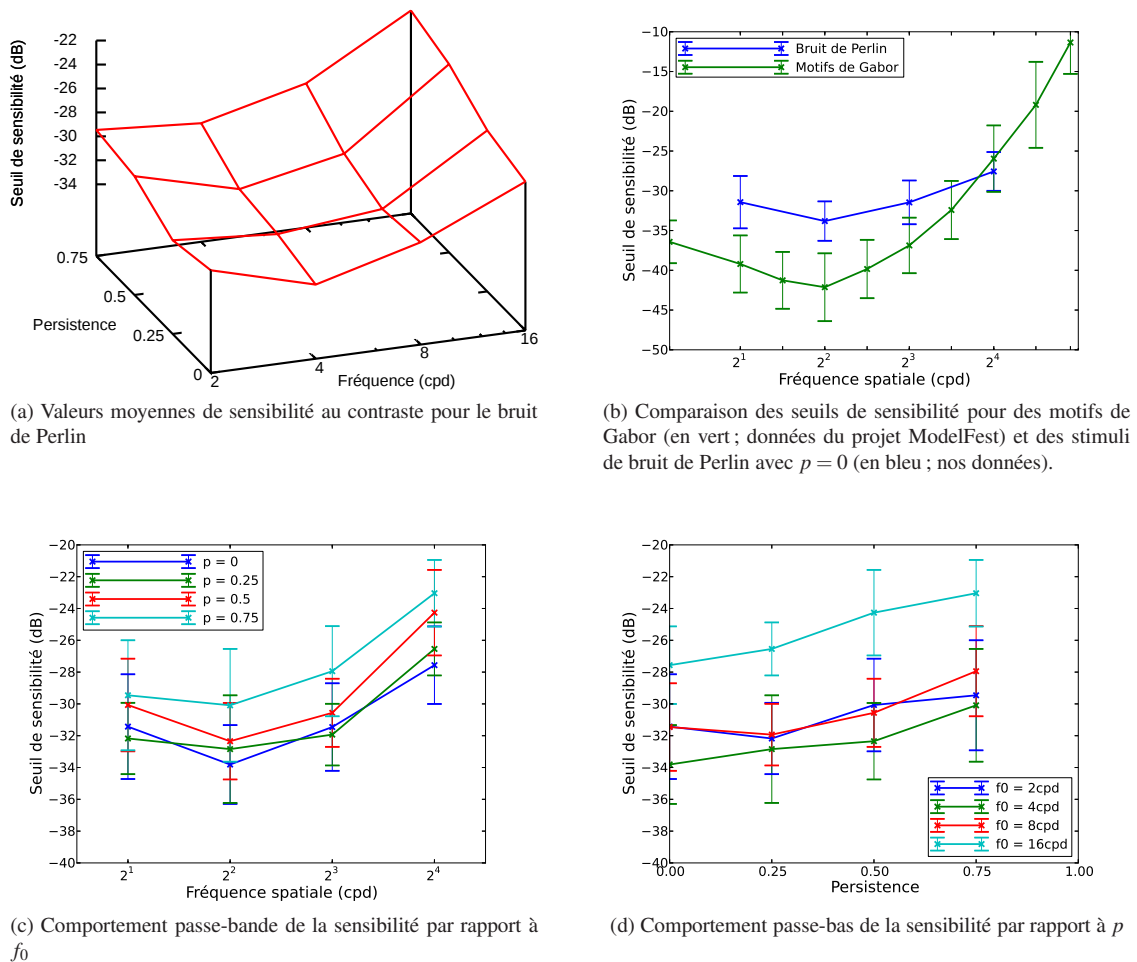 Seuil de sensibilité (dB)
-22
-24
-26
-28
-30
-32
-34
0.75
0.5
0.25
0
Persistence
2
4
8
16
Fréquence (cpd)
(a) Valeurs moyennes de sensibilité au contraste pour le bruit
de Perlin
Bruit de Perlin
Motifs de Gabor
Seuil de sensibilité (dB)
−10
−15
−20
−25
−30
−35
−40
−45
−50
2^1
2^2
2^3
2^4
Fréquence spatiale (cpd)
(b) Comparaison des seuils de sensibilité pour des motifs de
Gabor (en vert ; données du projet ModelFest) et des stimuli
de bruit de Perlin avec p = 0 (en bleu ; nos données).
p = 0
p = 0.25
p = 0.5
p = 0.75
Seuil de sensibilité (dB)
−20
−22
−24
−26
−28
−30
−32
−34
−36
−38
−40
2^1
2^2
2^3
2^4
Fréquence spatiale (cpd)
(c) Comportement passe-bande de la sensibilité par rapport à
f0
Seuil de sensibilité (dB)
−20
−22
−24
−26
−28
−30
−32
−34
−36
−38
−40
f0 = 2cpd
f0 = 4cpd
f0 = 8cpd
f0 = 16cpd
0.00
0.25
0.50
0.75
1.00
Persistence
(d) Comportement passe-bas de la sensibilité par rapport à p